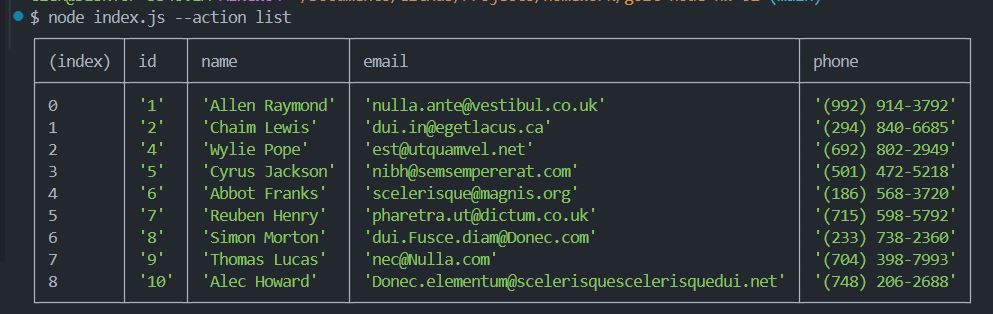 $ node index.js --action list
(index) id name email phone
0 '1' 'Allen Raymond' 'nulla.ante@vestibul.co.uk' '(992) 914-3792'
1 '2' 'Chaim Lewis' 'dui.in@egetlacus.ca' '(294) 840-6685'
2 '4' 'Wylie Pope' 'est@utquamvel.net' '(692) 802-2949'
3 '5' 'Cyrus Jackson' 'nibh@semsempererat.com' '(501) 472-5218'
4 '6' 'Abbot Franks' 'scelerisque@magnis.org' '(186) 568-3720'
5 '7' 'Reuben Henry' 'pharetra.ut@dictum.co.uk' '(715) 598-5792'
6 '8' 'Simon Morton' 'dui.Fusce.diam@Donec.com' '(233) 738-2360'
7 '9' 'Thomas Lucas' 'nec@Nulla.com' '(704) 398-7993'
8 '10' 'Alec Howard' 'Donec.elementum@scelerisquescelerisquedui.net' '(748) 206-2688'